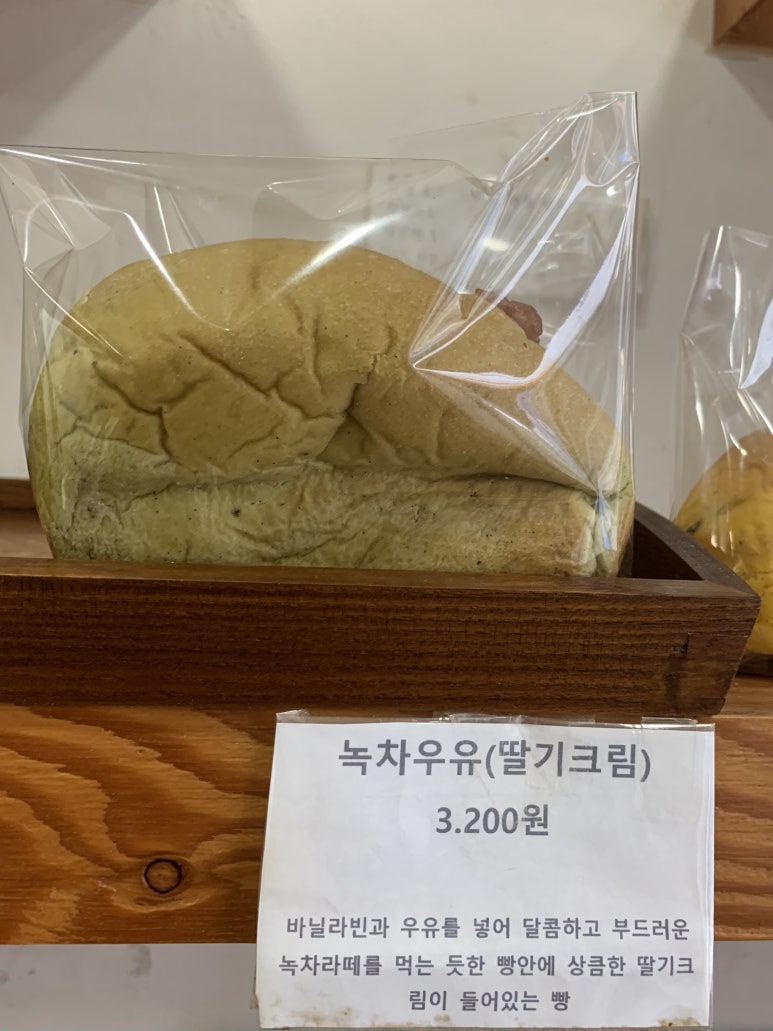 녹차우유(딸기크림)
3.200원
바닐라빈과 우유를 넣어 달콤하고 부드러운
녹차라떼를 먹는 듯한 빵안에 상큼한 딸기크
림이 들어있는 빵